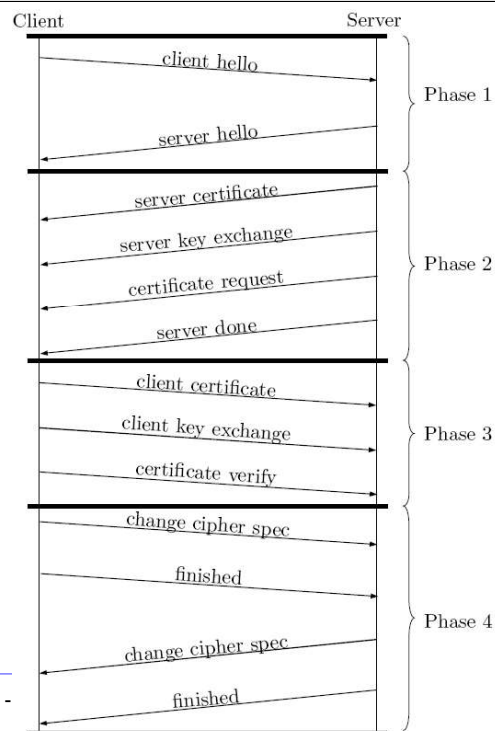 Client Server
client hello
Phase 1
server hello
server certificate
server key exchange
Phase 2
certificate request
server done
client certificate
client key exchange
Phase 3
certificate verify
change cipher spec
finished
Phase 4
change cipher spec
-
finished